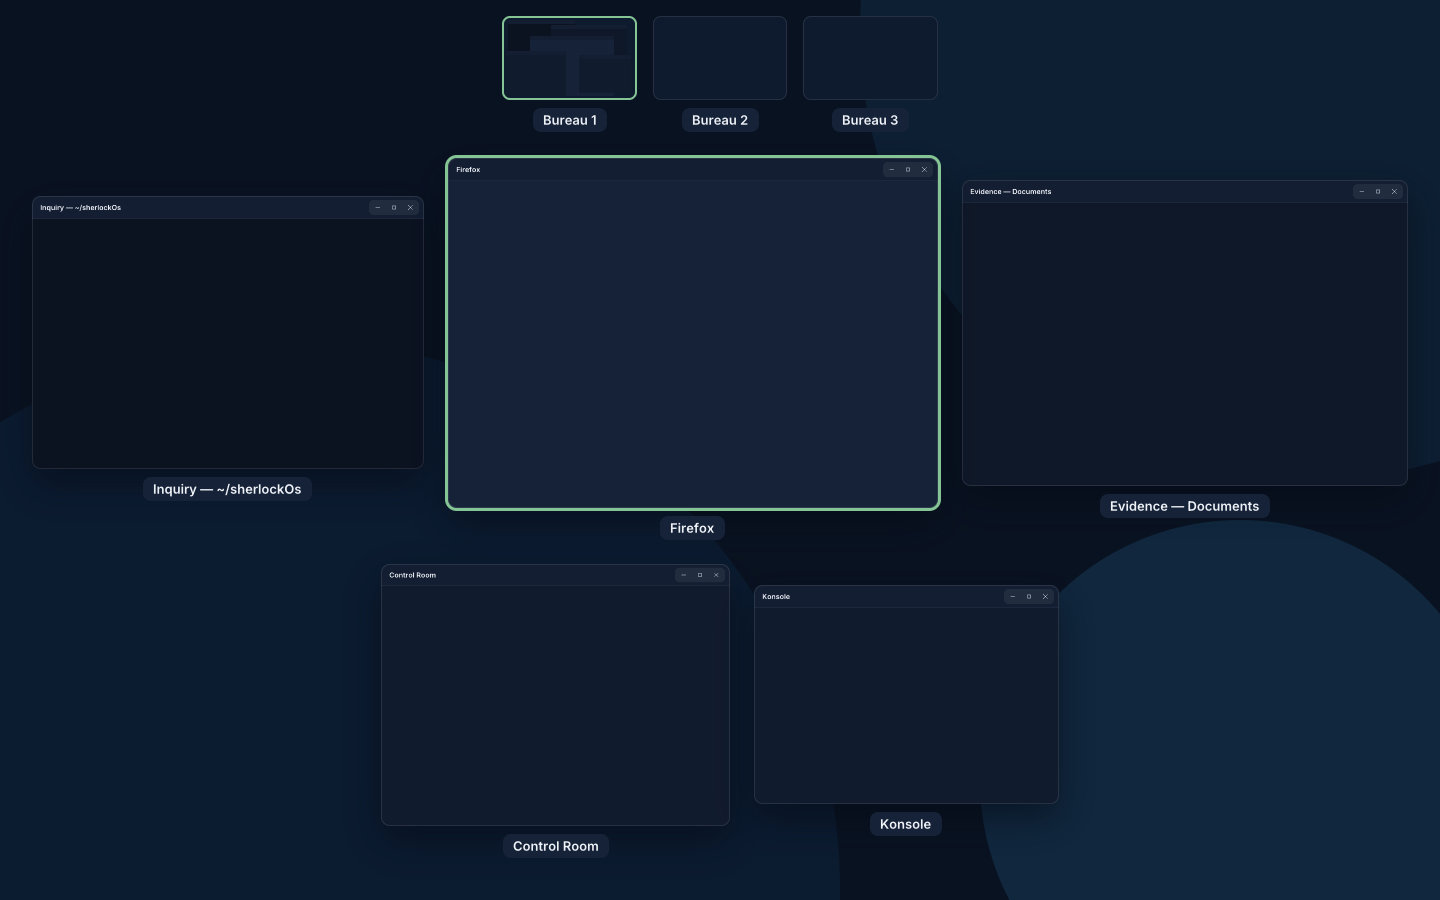 Bureau 1
Bureau 2
Bureau 3
Firefox
Evidence — Documents
Inquiry — ~/sherlockOs
Inquiry — ~/sherlockOs
Evidence — Documents
Firefox
Control Room
Konsole
Konsole
Control Room